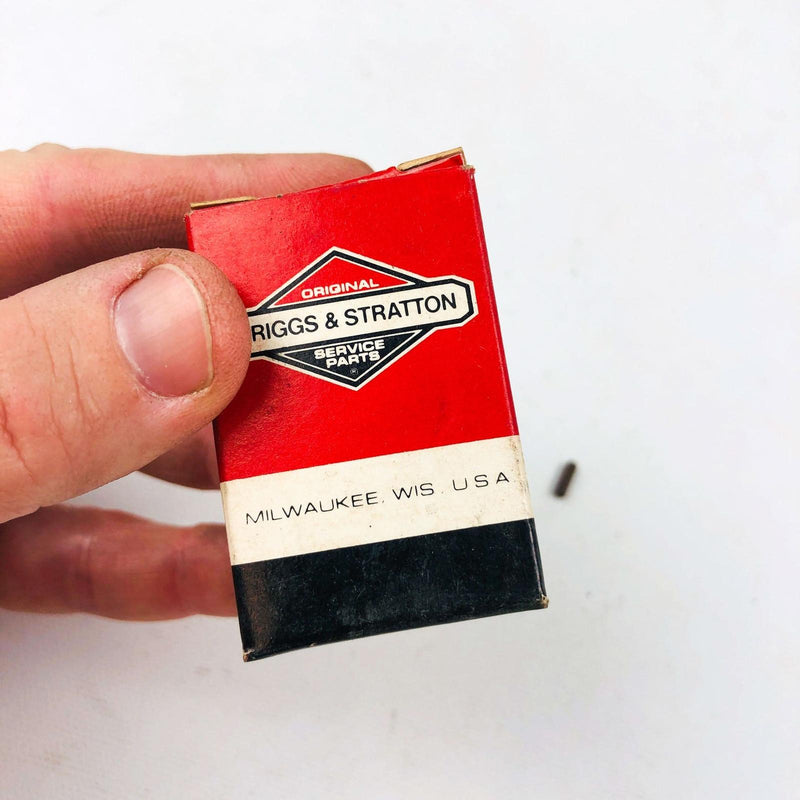 ORIGINAL
RIGGS & STRATTON
SERVICE
PARTS
MILWAUKEE, WIS. U S A